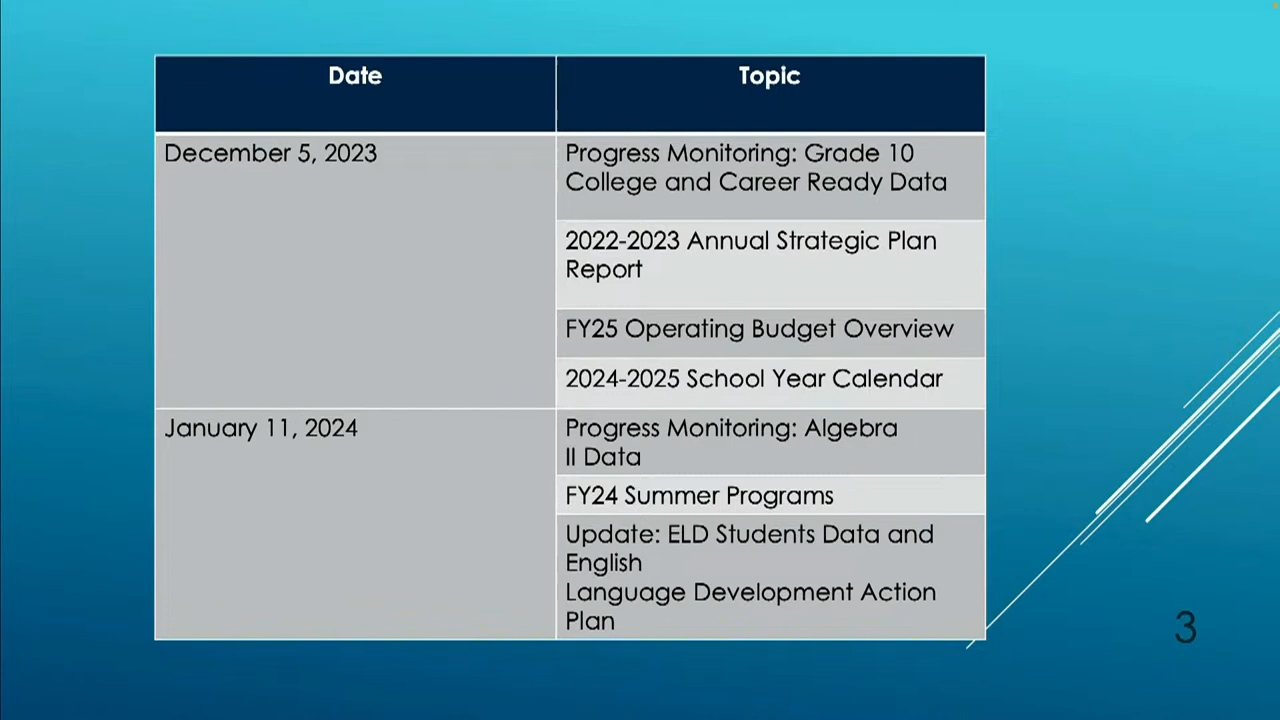 Date
Topic
December 5, 2023
Progress Monitoring: Grade 10
College and Career Ready Data
2022-2023 Annual Strategic Plan
Report
FY25 Operating Budget Overview
2024-2025 School Year Calendar
January 11, 2024
Progress Monitoring: Algebra
II Data
FY24 Summer Programs
Update: ELD Students Data and
English
Language Development Action
Plan
3